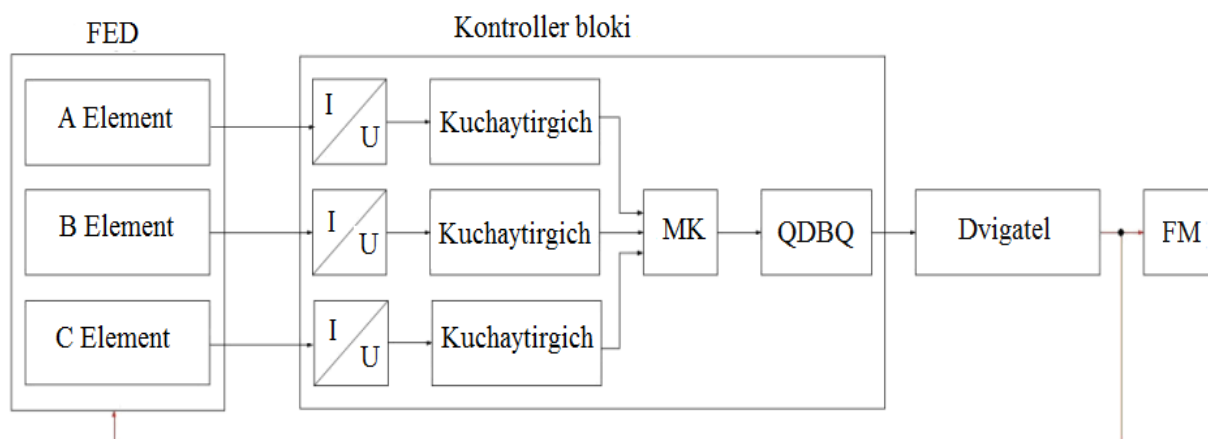 FED
Kontroller bloki
A Element
I
U
Kuchaytirgich
B Element
I
U
Kuchaytirgich
MK
QDBQ
Dvigatel
FM
C Element
I
U
Kuchaytirgich